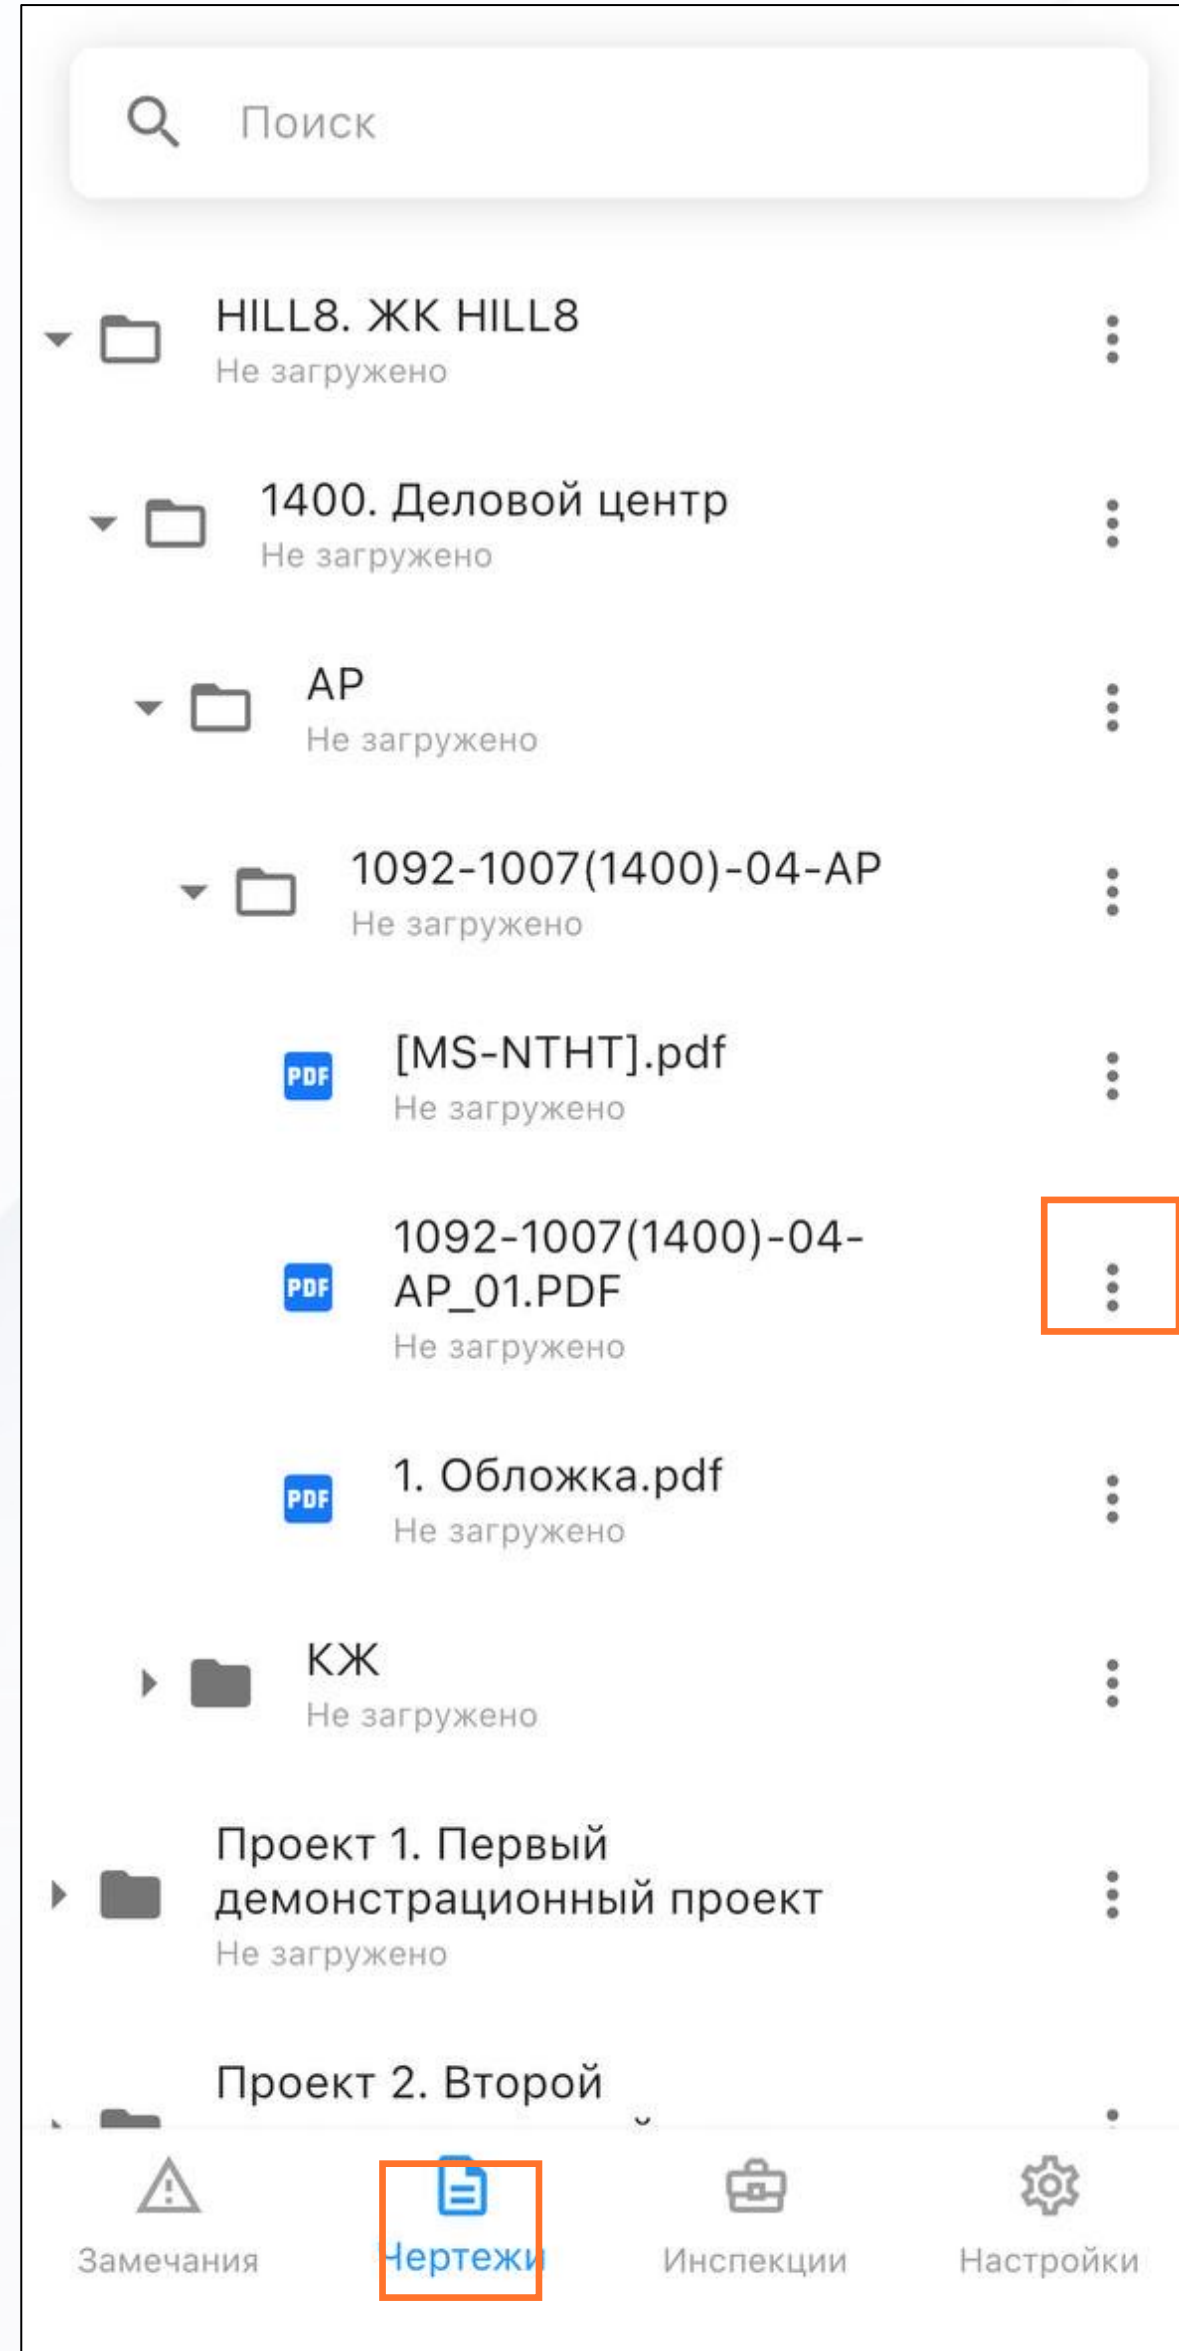 Поиск
HILL8. ЖК HILL8
Не загружено
1400. Деловой центр
Не загружено
АР
Не загружено
1092-1007(1400)-04-АР
Не загружено
[MS-NTHT].pdf
Не загружено
PDF
1092-1007(1400)-04-
АР_01.PDF
Не загружено
PDF
1. Обложка.pdf
Не загружено
PDF
КЖ
Не загружено
Проект 1. Первый
демонстрационный проект
Не загружено
Проект 2. Второй
Замечания
Чертежи
Инспекции
Настройки